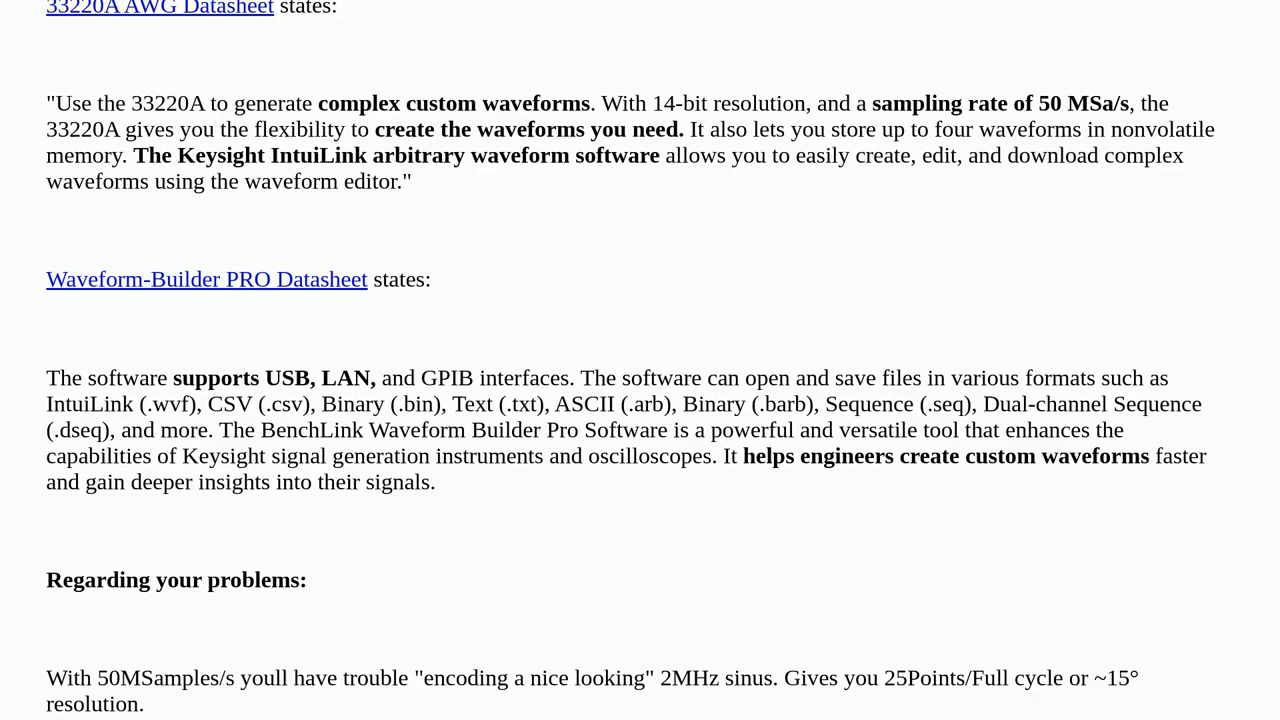 33220A AWG Datasheet states:
"Use the 33220A to generate complex custom waveforms. With 14-bit resolution, and a sampling rate of 50 MSa/s, the
33220A gives you the flexibility to create the waveforms you need. It also lets you store up to four waveforms in nonvolatile
memory. The Keysight IntuiLink arbitrary waveform software allows you to easily create, edit, and download complex
waveforms using the waveform editor."
Waveform-Builder PRO Datasheet states:
The software supports USB, LAN, and GPIB interfaces. The software can open and save files in various formats such as
IntuiLink (.wvf), CSV (.csv), Binary (.bin), Text (.txt), ASCII (.arb), Binary (.barb), Sequence (.seq), Dual-channel Sequence
(.dseq), and more. The BenchLink Waveform Builder Pro Software is a powerful and versatile tool that enhances the
capabilities of Keysight signal generation instruments and oscilloscopes. It helps engineers create custom waveforms faster
and gain deeper insights into their signals.
Regarding your problems:
With 50MSamples/s youll have trouble "encoding a nice looking" 2MHz sinus. Gives you 25Points/Full cycle or ~15°
resolution.